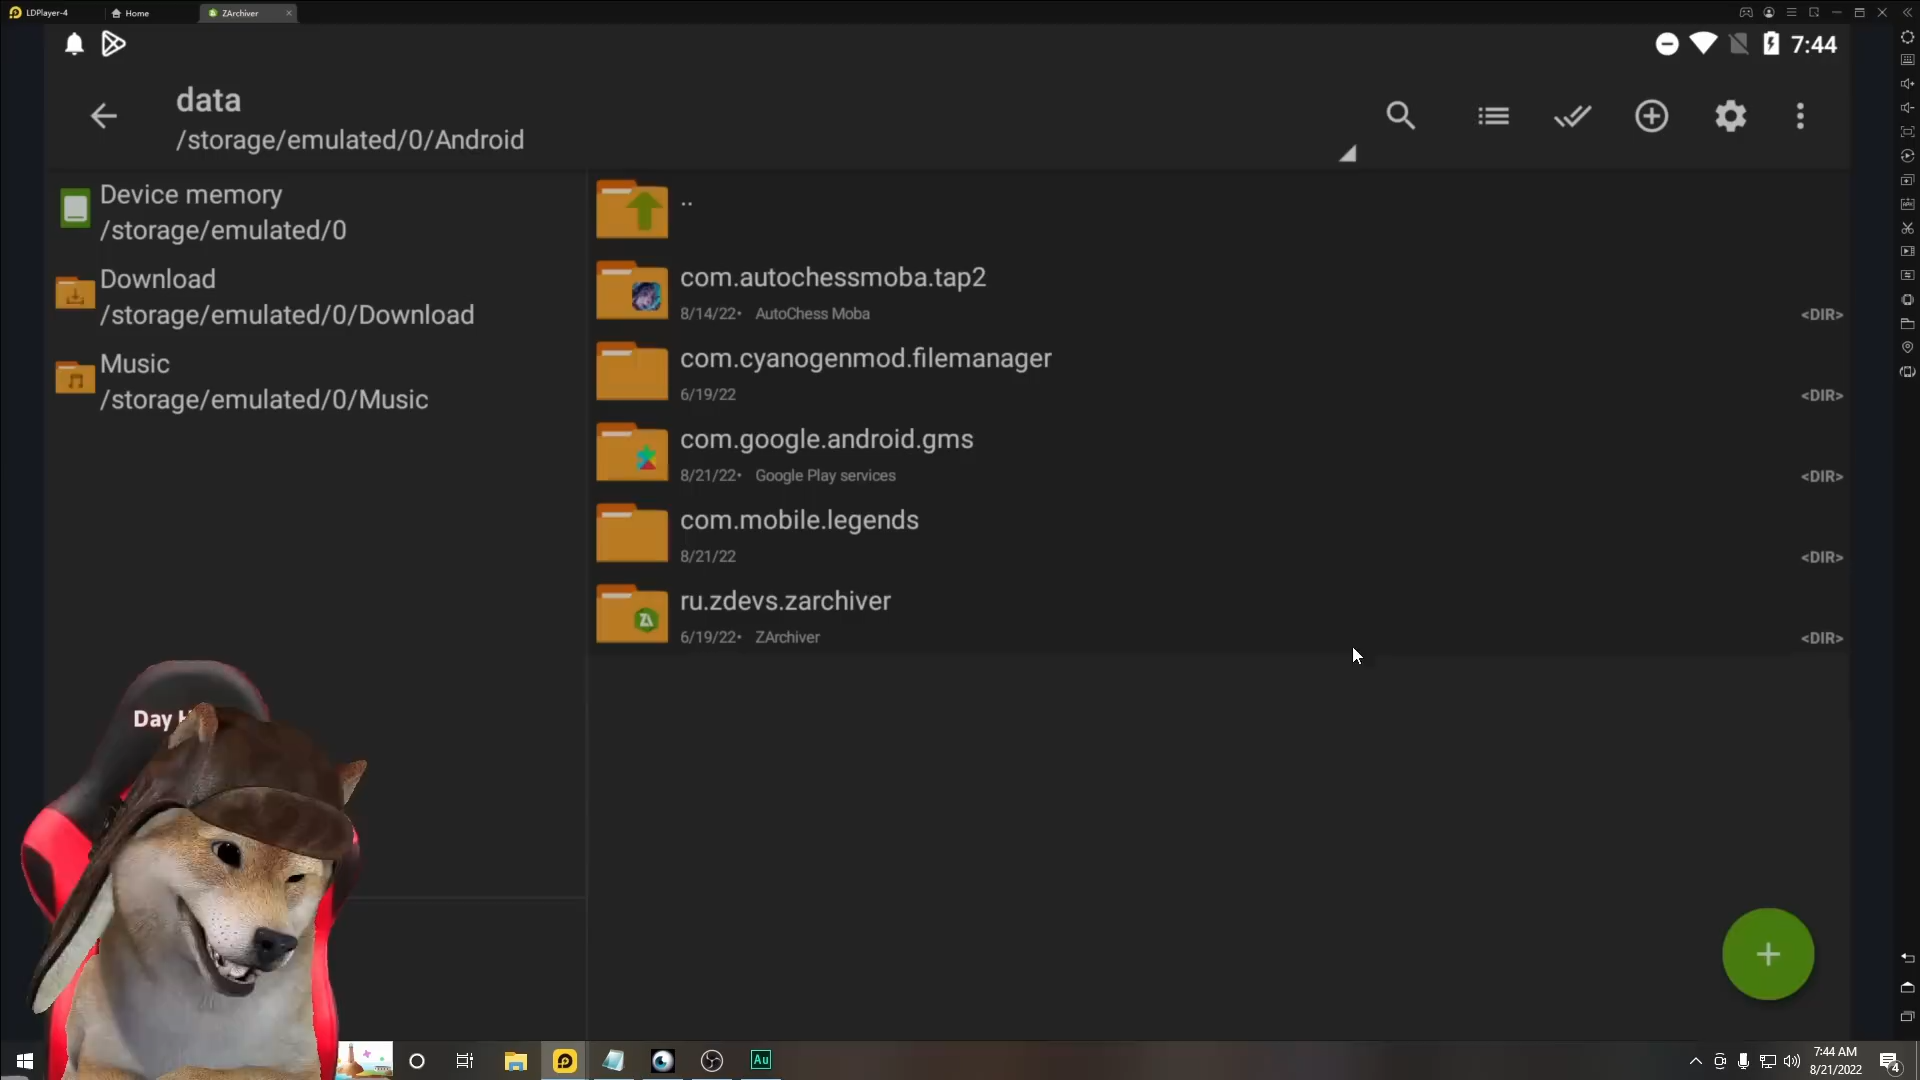 LDPlayer-4
Home
ZArchiver
7:44
data
/storage/emulated/0/Android
Device memory
/storage/emulated/0
Download
/storage/emulated/0/Download
Music
/storage/emulated/0/Music
..
com.autochessmoba.tap2
8/14/22• AutoChess Moba
<DIR>
com.cyanogenmod.filemanager
6/19/22
<DIR>
com.google.android.gms
8/21/22• Google Play services
<DIR>
com.mobile.legends
8/21/22
<DIR>
ru.zdevs.zarchiver
6/19/22• ZArchiver
<DIR>
Day
Au
7:44 AM
8/21/2022
4